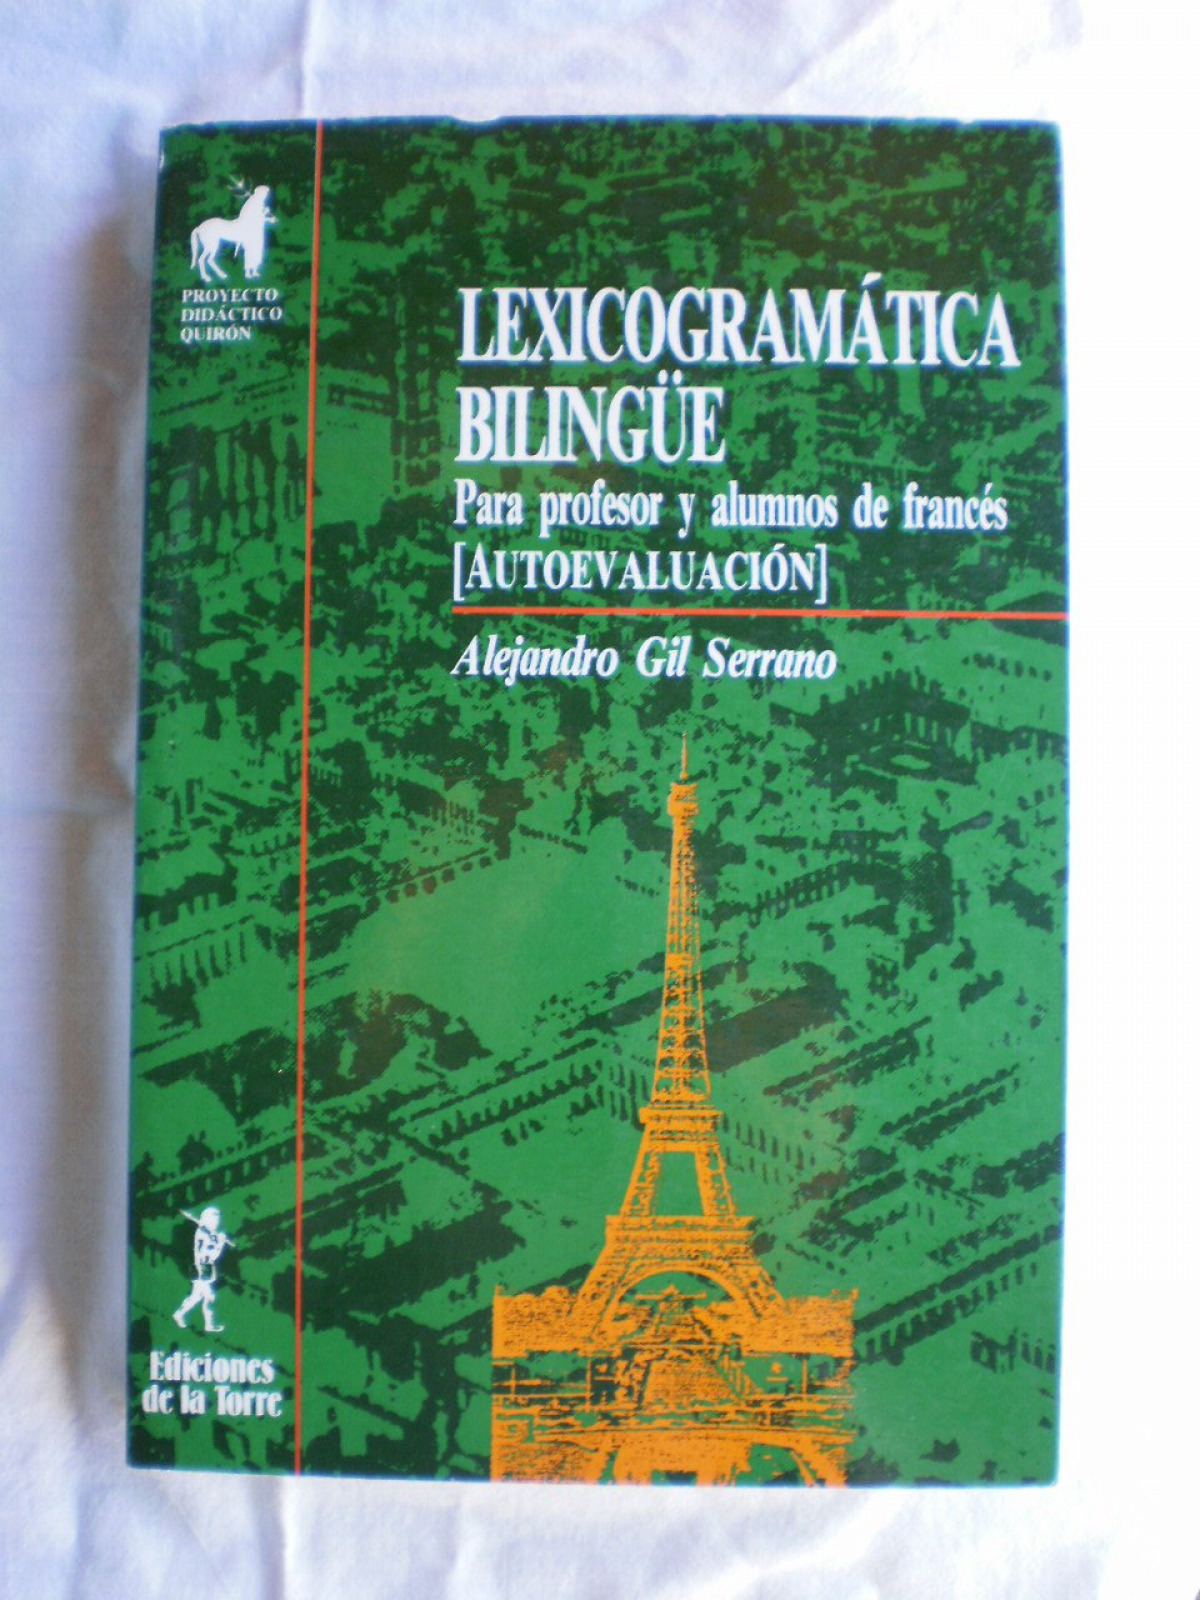 PROYECTO
DIDÁCTICO
QUIRÓN
LEXICOGRAMÁTICA
BILINGÜE
Para profesor y alumnos de francés
[AUTOEVALUACIÓN]
Alejandro Gil Serrano
Ediciones
de la Torre